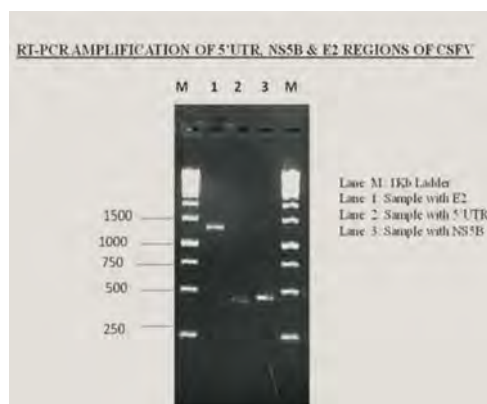 RT-PCR AMPLIFICATION OF 5'UTR, NS5B & E2 REGIONS OF CSFV
M 1 2 3 M
Lane M: 1Kb Ladder
Lane 1: Sample with E2
Lane 2: Sample with 5'UTR
Lane 3: Sample with NS5B
1500
1000
750
500
250